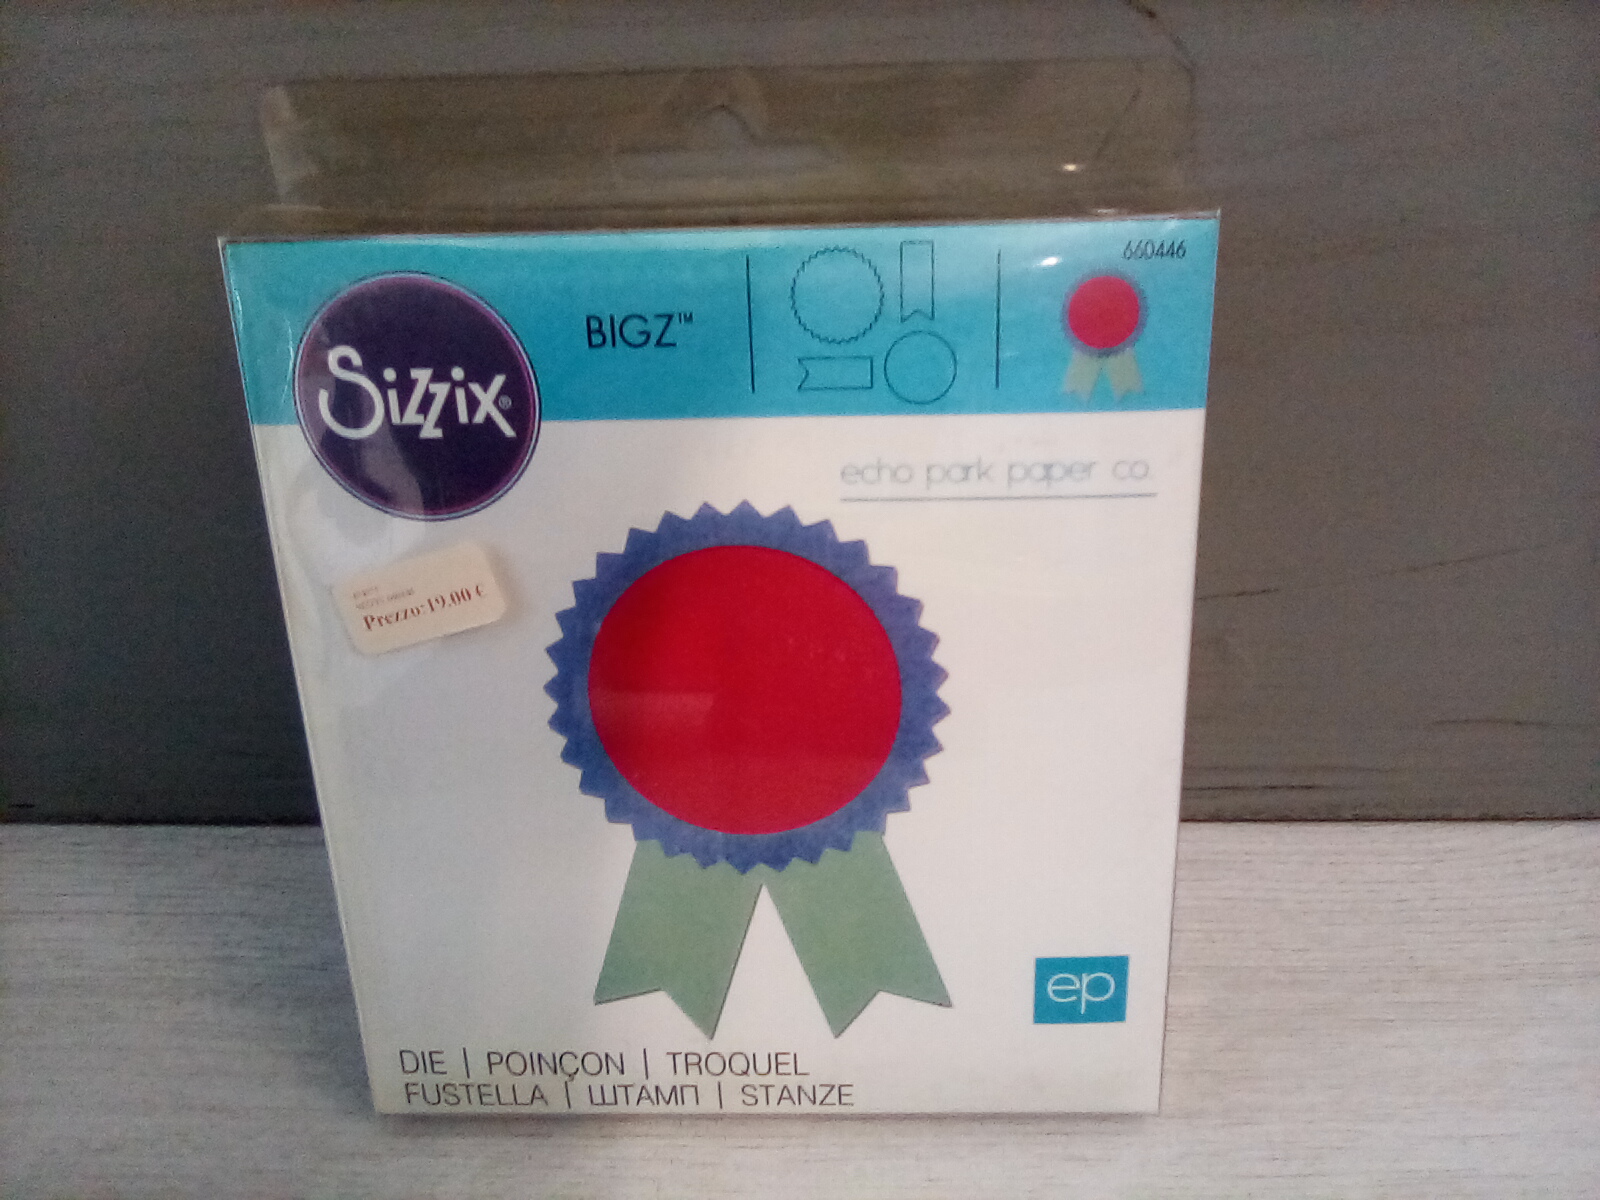 660446
BIGZ™
Sizzix®
echo park paper co.
Prezzo: 19.00 €
ep
DIE | POINÇON | TROQUEL
FUSTELLA | ШТАМП | STANZE